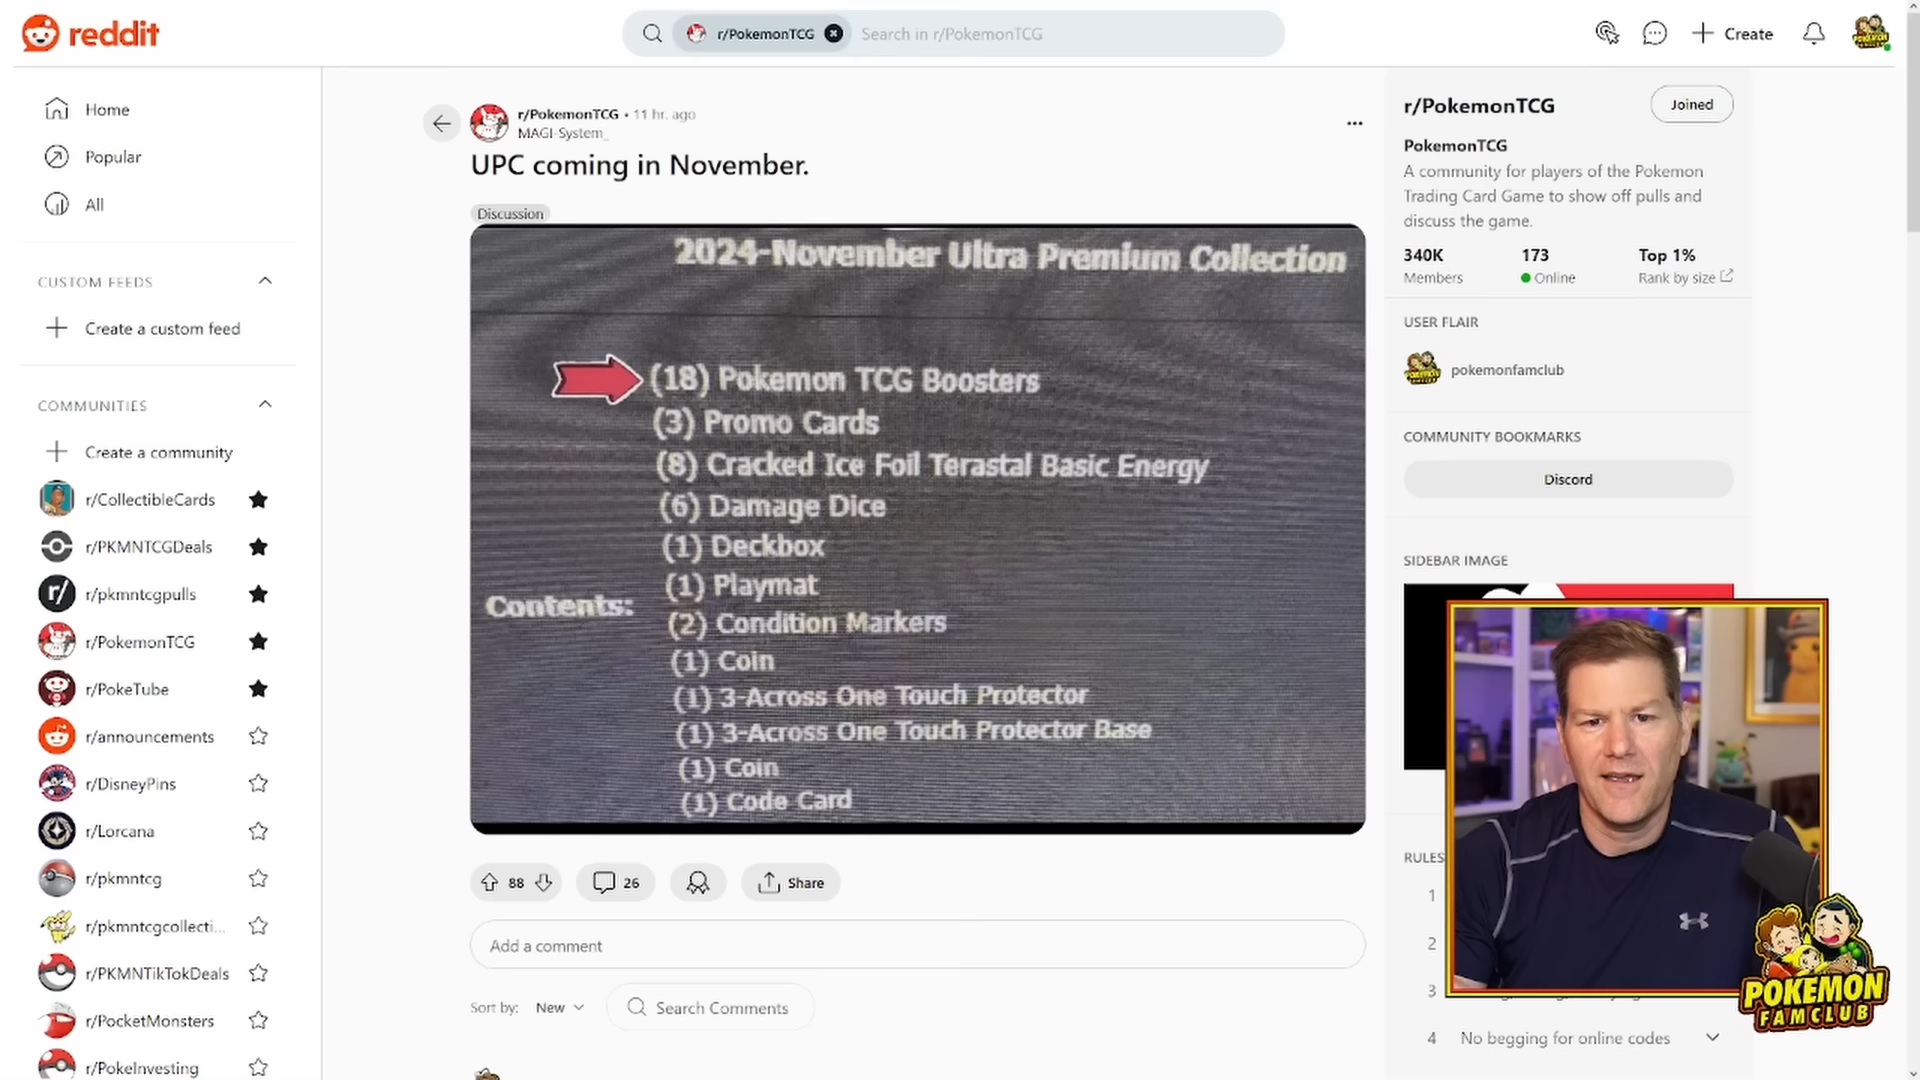 reddit
r/PokemonTCG
Search in r/PokemonTCG
Create
Home
Popular
All
CUSTOM FEEDS
Create a custom feed
COMMUNITIES
Create a community
r/CollectibleCards
r/PKMNTCGDeals
r/pkmntcgpulls
r/PokemonTCG
r/PokeTube
r/announcements
r/DisneyPins
r/Lorcana
r/pkmntcg
r/pkmntcgcollecti...
r/PKMNTikTokDeals
r/PocketMonsters
r/PokeInvesting
r/PokemonTCG • 11 hr. ago
MAGI-System_
UPC coming in November.
Discussion
2024-November Ultra Premium Collection
(18) Pokemon TCG Boosters
(3) Promo Cards
(8) Cracked Ice Foil Terastal Basic Energy
(6) Damage Dice
(1) Deckbox
(1) Playmat
Contents:
(2) Condition Markers
(1) Coin
(1) 3-Across One Touch Protector
(1) 3-Across One Touch Protector Base
(1) Coin
(1) Code Card
88
26
Share
Add a comment
Sort by: New
Search Comments
r/PokemonTCG
Joined
PokemonTCG
A community for players of the Pokemon
Trading Card Game to show off pulls and
discuss the game.
340K 173 Top 1%
Members Online Rank by size
USER FLAIR
pokemonfamclub
COMMUNITY BOOKMARKS
Discord
SIDEBAR IMAGE
RULES
1
2
3
4 No begging for online codes
POKEMON
FAMCLUB